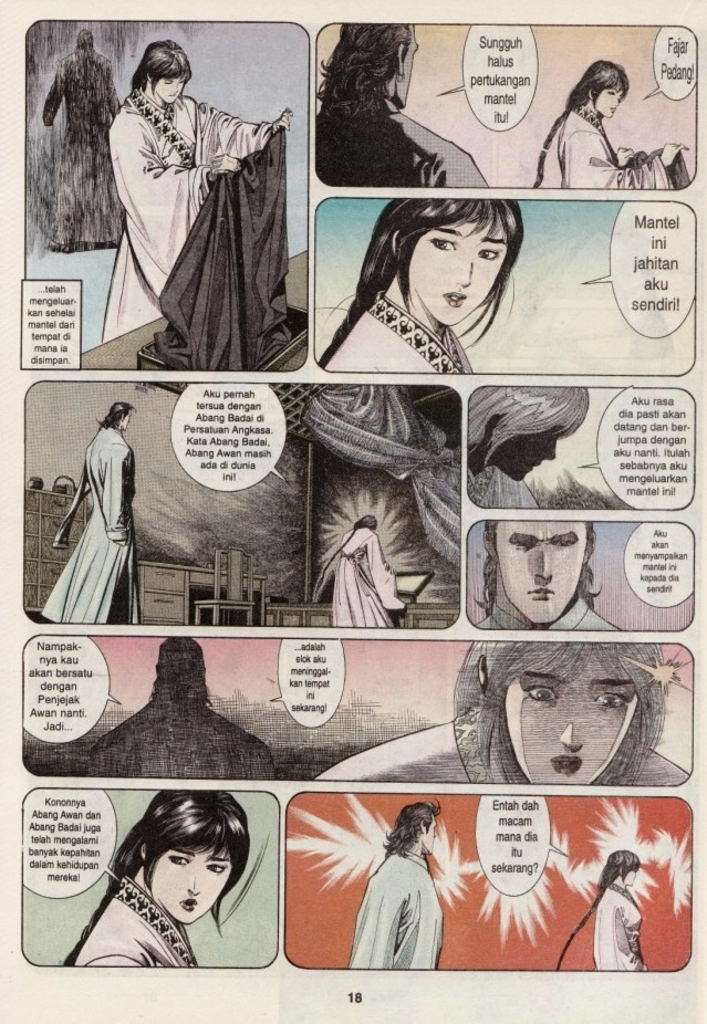 ...telah
mengeluar-
kan sehelai
mantel dari
tempat di
mana ia
disimpan.
Sungguh
halus
pertukangan
mantel
itu!
Fajar
Pedang!
Mantel
ini
jahitan
aku
sendiri!
Aku pernah
tersua dengan
Abang Badai di
Persatuan Angkasa.
Kata Abang Badai,
Abang Awan masih
ada di dunia
ini!
Aku rasa
dia pasti akan
datang dan ber-
jumpa dengan
aku nanti. Itulah
sebabnya aku
mengeluarkan
mantel ini!
Aku
akan
menyampaikan
mantel ini
kepada dia
sendiri!
Nampak-
nya kau
akan bersatu
dengan
Penjejak
Awan nanti.
Jadi...
...adalah
elok aku
meninggal-
kan tempat
ini
sekarang!
Kononnya
Abang Awan dan
Abang Badai juga
telah mengalami
banyak kepahitan
dalam kehidupan
mereka!
Entah dah
macam
mana dia
itu
sekarang?
18